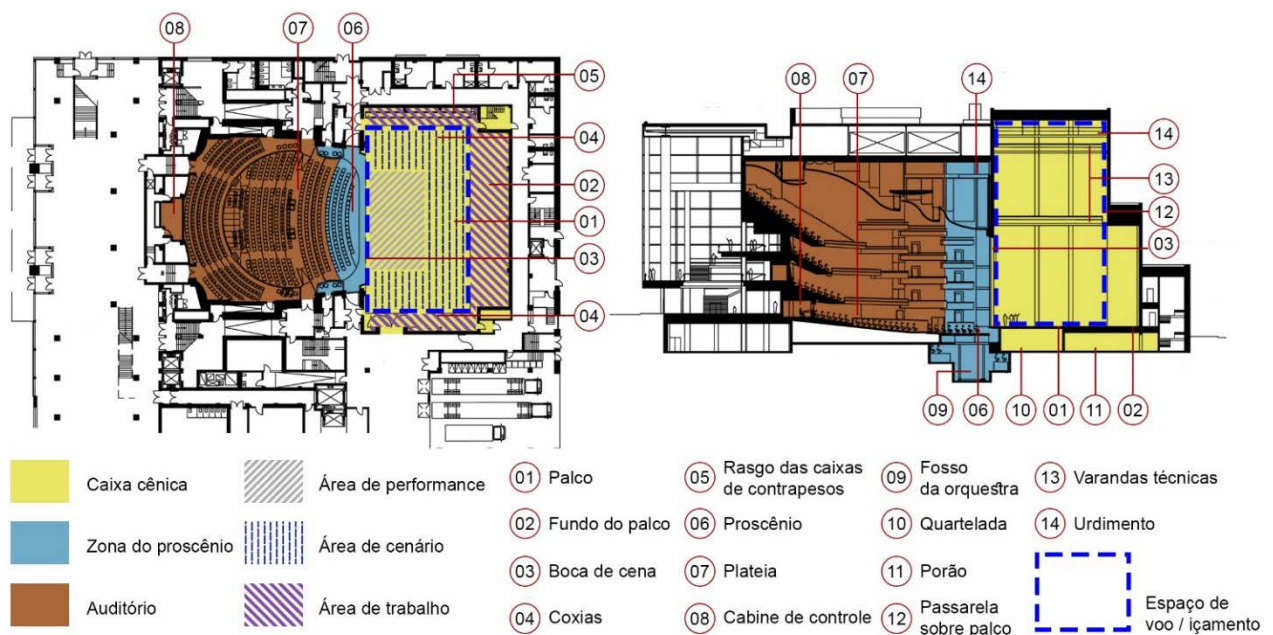 08
07
06
05
04
02
01
03
04
08
07
14
14
13
12
03
09
06
10
01
11
02
Caixa cênica
Zona do proscênio
Auditório
Área de performance
Área de cenário
Área de trabalho
01 Palco
02 Fundo do palco
03 Boca de cena
04 Coxias
05 Rasgo das caixas
de contrapesos
06 Proscênio
07 Plateia
08 Cabine de controle
09 Fosso
da orquestra
10 Quartelada
11 Porão
12 Passarela
sobre palco
13 Varandas técnicas
14 Urdimento
Espaço de
voo / içamento